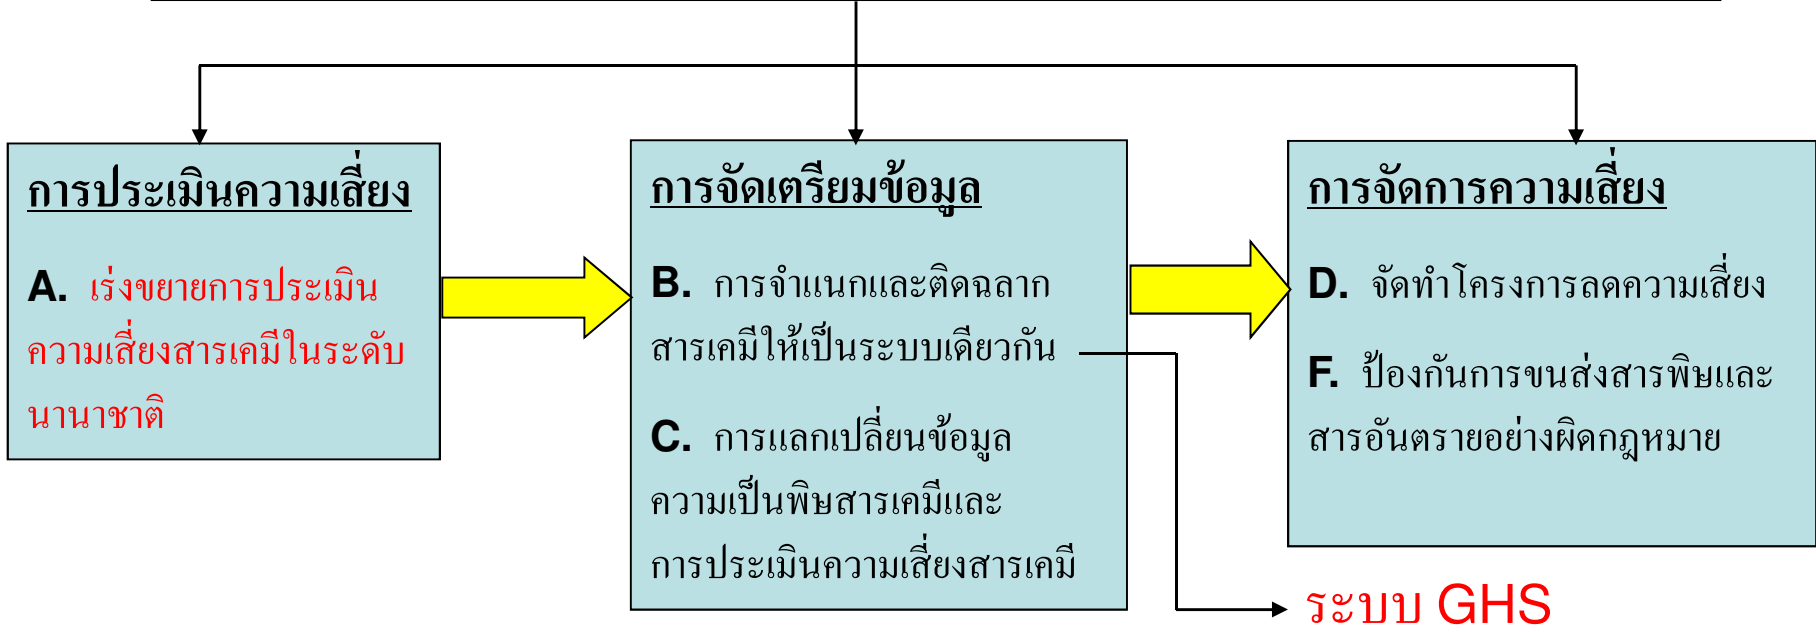 การประเมินความเสี่ยง
A. เร่งขยายการประเมิน
ความเสี่ยงสารเคมีในระดับ
นานาชาติ
การจัดเตรียมข้อมูล
B. การจำแนกและติดฉลาก
สารเคมีให้เป็นระบบเดียวกัน
C. การแลกเปลี่ยนข้อมูล
ความเป็นพิษสารเคมีและ
การประเมินความเสี่ยงสารเคมี
การจัดการความเสี่ยง
D. จัดทำโครงการลดความเสี่ยง
F. ป้องกันการขนส่งสารพิษและ
สารอันตรายอย่างผิดกฎหมาย
ระบบ GHS